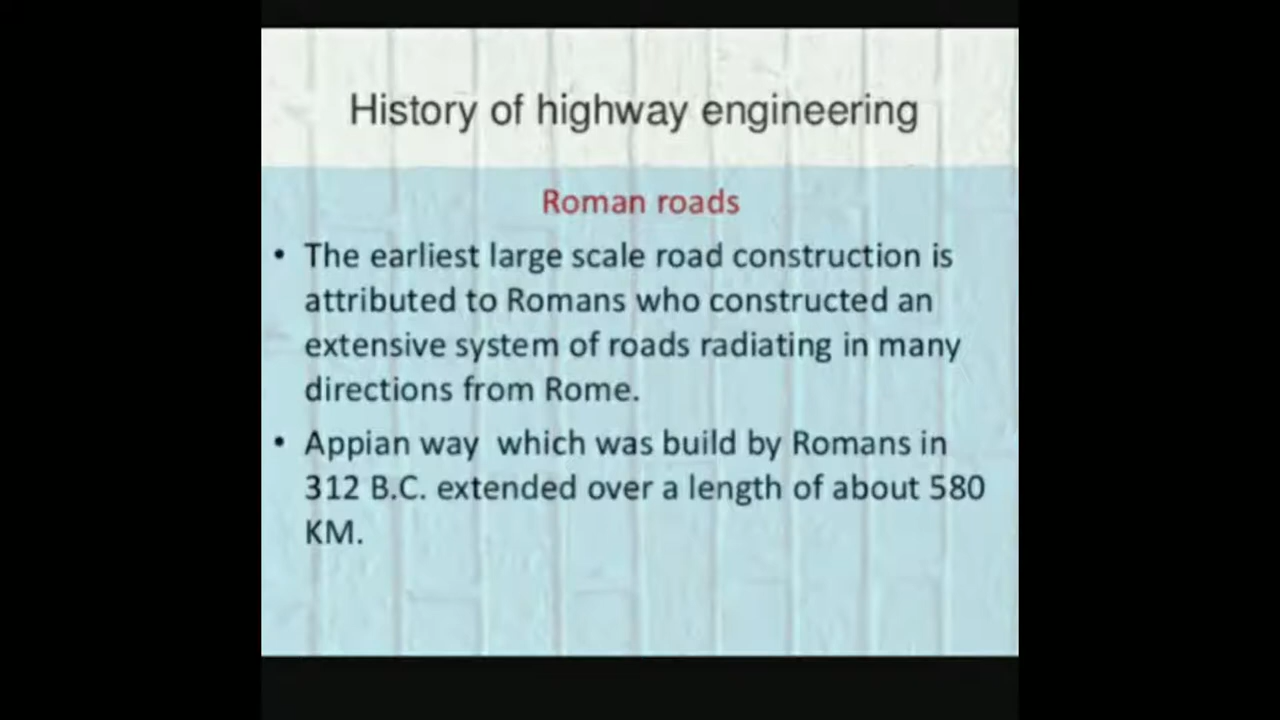 History of highway engineering
Roman roads
• The earliest large scale road construction is
attributed to Romans who constructed an
extensive system of roads radiating in many
directions from Rome.
• Appian way which was build by Romans in
312 B.C. extended over a length of about 580
KM.